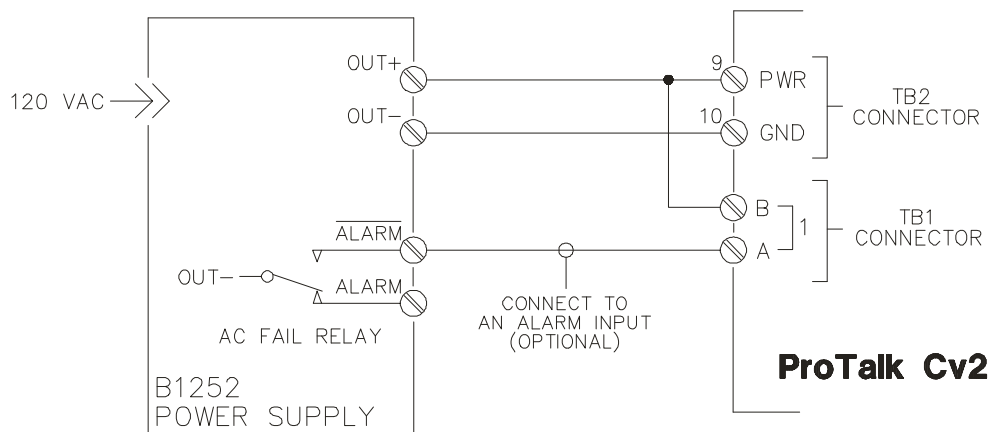 120 VAC
OUT+
OUT-
ALARM
OUT-
ALARM
AC FAIL RELAY
B1252
POWER SUPPLY
CONNECT TO
AN ALARM INPUT
(OPTIONAL)
9
PWR
10
GND
TB2
CONNECTOR
B
1
A
TB1
CONNECTOR
ProTalk Cv2